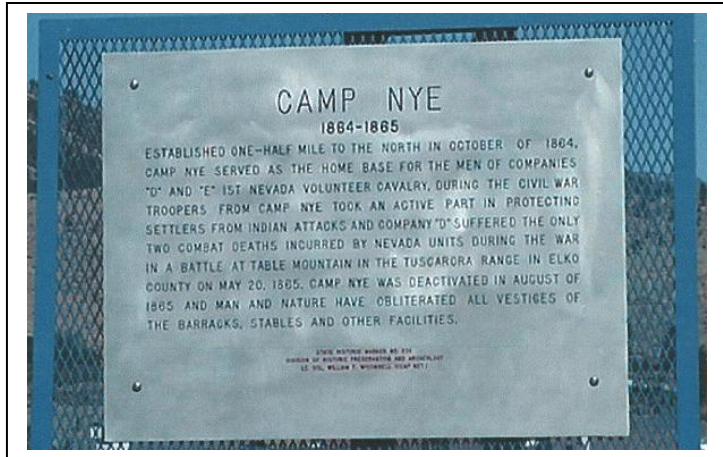 CAMP NYE
1864-1865
ESTABLISHED ONE-HALF MILE TO THE NORTH IN OCTOBER OF 1864,
CAMP NYE SERVED AS THE HOME BASE FOR THE MEN OF COMPANIES
"D" AND "E" 1ST NEVADA VOLUNTEER CAVALRY. DURING THE CIVIL WAR
TROOPERS FROM CAMP NYE TOOK AN ACTIVE PART IN PROTECTING
SETTLERS FROM INDIAN ATTACKS AND COMPANY "D" SUFFERED THE ONLY
TWO COMBAT DEATHS INCURRED BY NEVADA UNITS DURING THE WAR
IN A BATTLE AT TABLE MOUNTAIN IN THE TUSCARORA RANGE IN ELKO
COUNTY ON MAY 20, 1865. CAMP NYE WAS DEACTIVATED IN AUGUST OF
1865 AND MAN AND NATURE HAVE OBLITERATED ALL VESTIGES OF
THE BARRACKS, STABLES AND OTHER FACILITIES.
STATE HISTORIC MARKER NO.
DIVISION OF HISTORIC PRESERVATION AND ARCHEOLOGY
LT. COL. WILLIAM